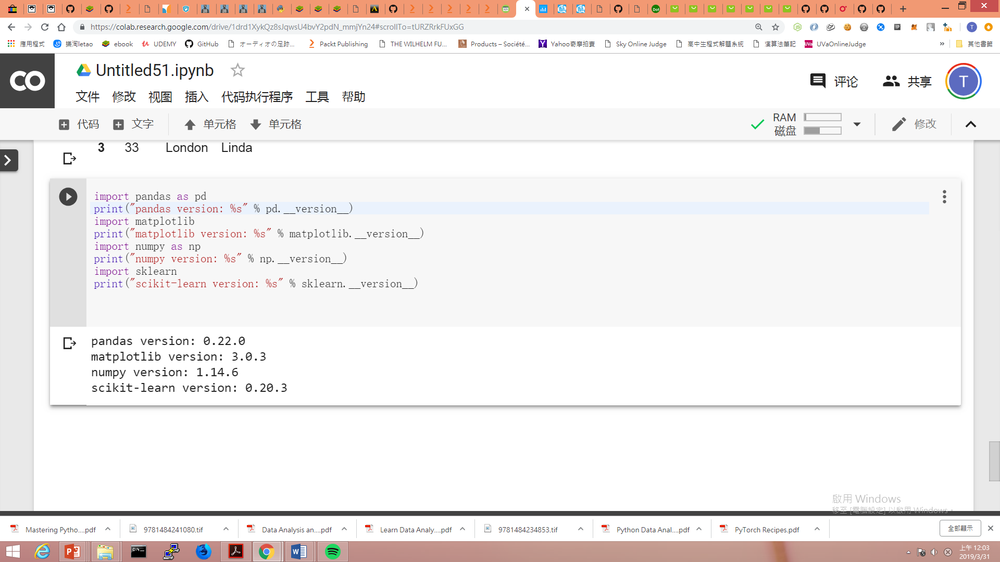 https://colab.research.google.com/drive/1drd1XykQz8sJqwsU4bvY2pdN_mmjYn24#scrollTo=tURZRrkFUxGG
應用程式 樂淘letao ebook UDEMY GitHub オーディオの足跡... Packt Publishing THE WILHELM FU... Products – Société... Yahoo奇摩拍賣 Sky Online Judge 高中生程式解題系統 演算法筆記 UVaOnlineJudge » 其他書籤
CO Untitled51.ipynb
评论 共享 T
文件 修改 视图 插入 代码执行程序 工具 帮助
代码 文字 单元格 单元格
RAM
磁盘
修改
3 33 London Linda
import pandas as pd
print("pandas version: %s" % pd.__version__)
import matplotlib
print("matplotlib version: %s" % matplotlib.__version__)
import numpy as np
print("numpy version: %s" % np.__version__)
import sklearn
print("scikit-learn version: %s" % sklearn.__version__)
pandas version: 0.22.0
matplotlib version: 3.0.3
numpy version: 1.14.6
scikit-learn version: 0.20.3
啟用 Windows
移至 [電腦設定] 以啟用 Windows。
Mastering Pytho....pdf 9781484241080.tif Data Analysis an....pdf Learn Data Analy....pdf 9781484234853.tif Python Data Anal....pdf PyTorch Recipes.pdf 全部顯示
上午 12:03
2019/3/31